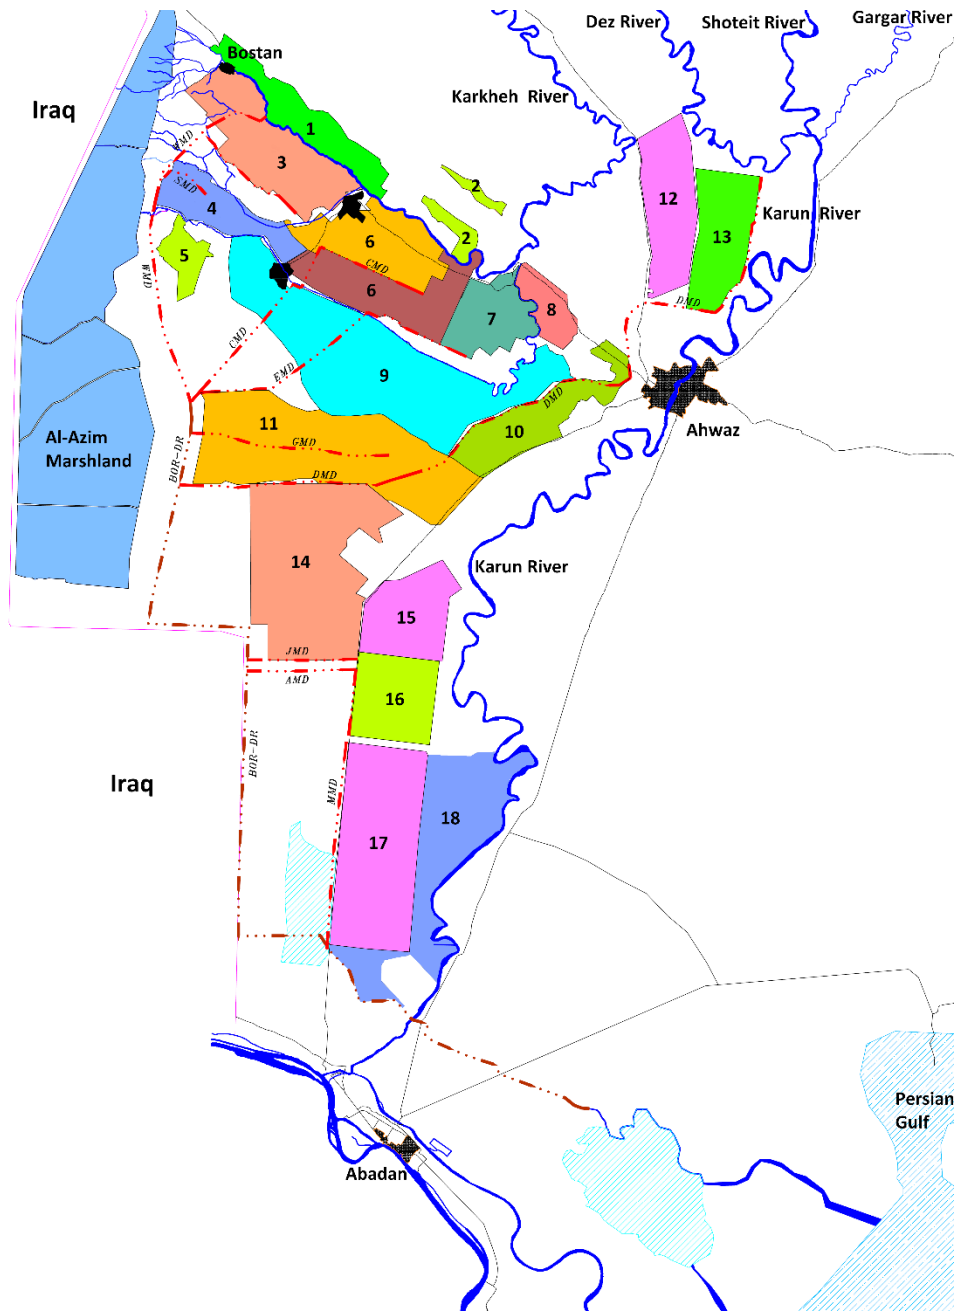 Dez River
Shoteit River
Gargar River
Bostan
Iraq
Karkheh River
1
3
2
12
SMD
4
2
Karun River
6
13
5
WMD
CMD
6
DMD
7
8
CMD
EMD
9
DMD
11
10
Ahwaz
Al-Azim
Marshland
GMD
BOR-DR
DMD
14
Karun River
15
JMD
AMD
16
BOR-DR
Iraq
MMD
18
17
Persian
Gulf
Abadan